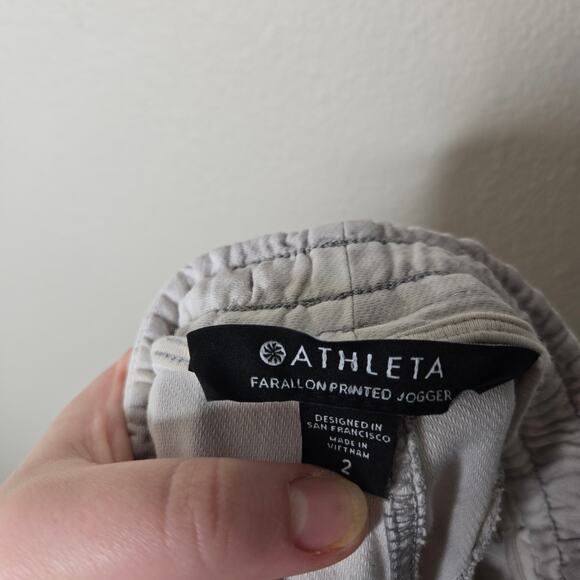 ATHLETA
FARALLON PRINTED JOGGER
DESIGNED IN
SAN FRANCISCO
MADE IN
VIETNAM
2